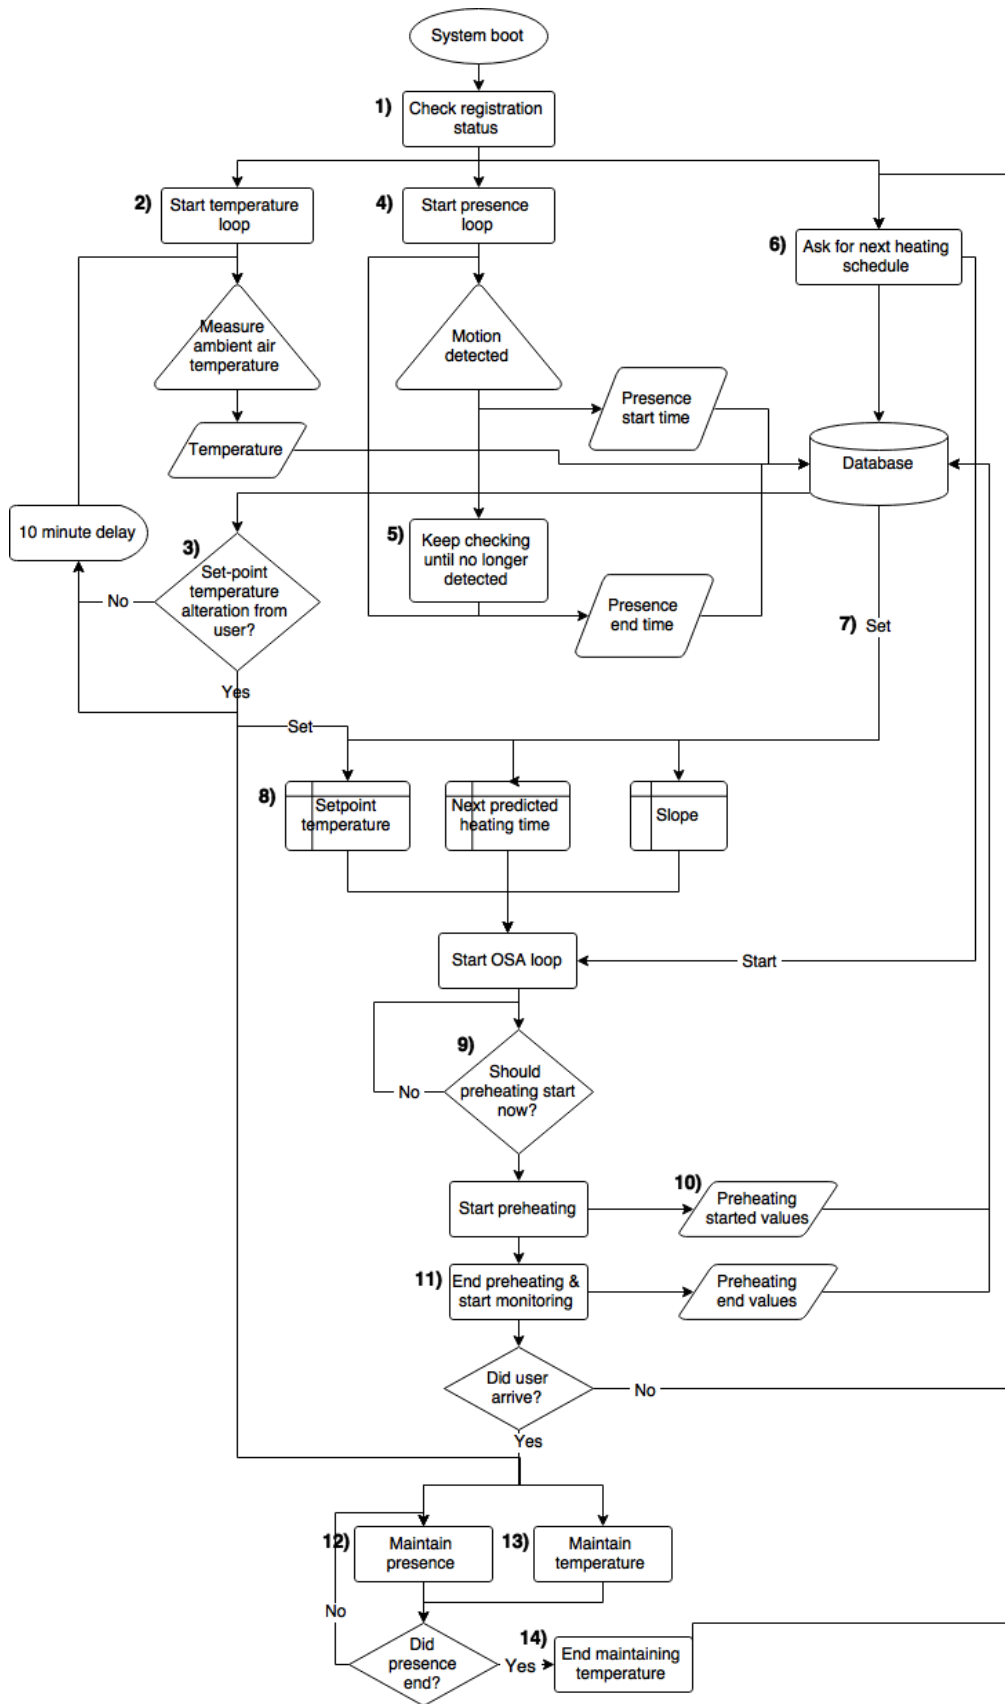 System boot
1)
Check registration
status
2)
Start temperature
loop
4)
Start presence
loop
6)
Ask for next heating
schedule
Measure
ambient air
temperature
Motion
detected
Presence
start time
Temperature
Database
10 minute delay
3)
Set-point
temperature
alteration from
user?
No
Yes
5)
Keep checking
until no longer
detected
Presence
end time
7) Set
Set
8)
Setpoint
temperature
Next predicted
heating time
Slope
Start OSA loop
Start
9)
Should
preheating start
now?
No
Start preheating
10)
Preheating
started values
11)
End preheating &
start monitoring
Preheating
end values
Did user
arrive?
No
Yes
12)
Maintain
presence
13)
Maintain
temperature
No
Did
presence
end?
Yes
14)
End maintaining
temperature